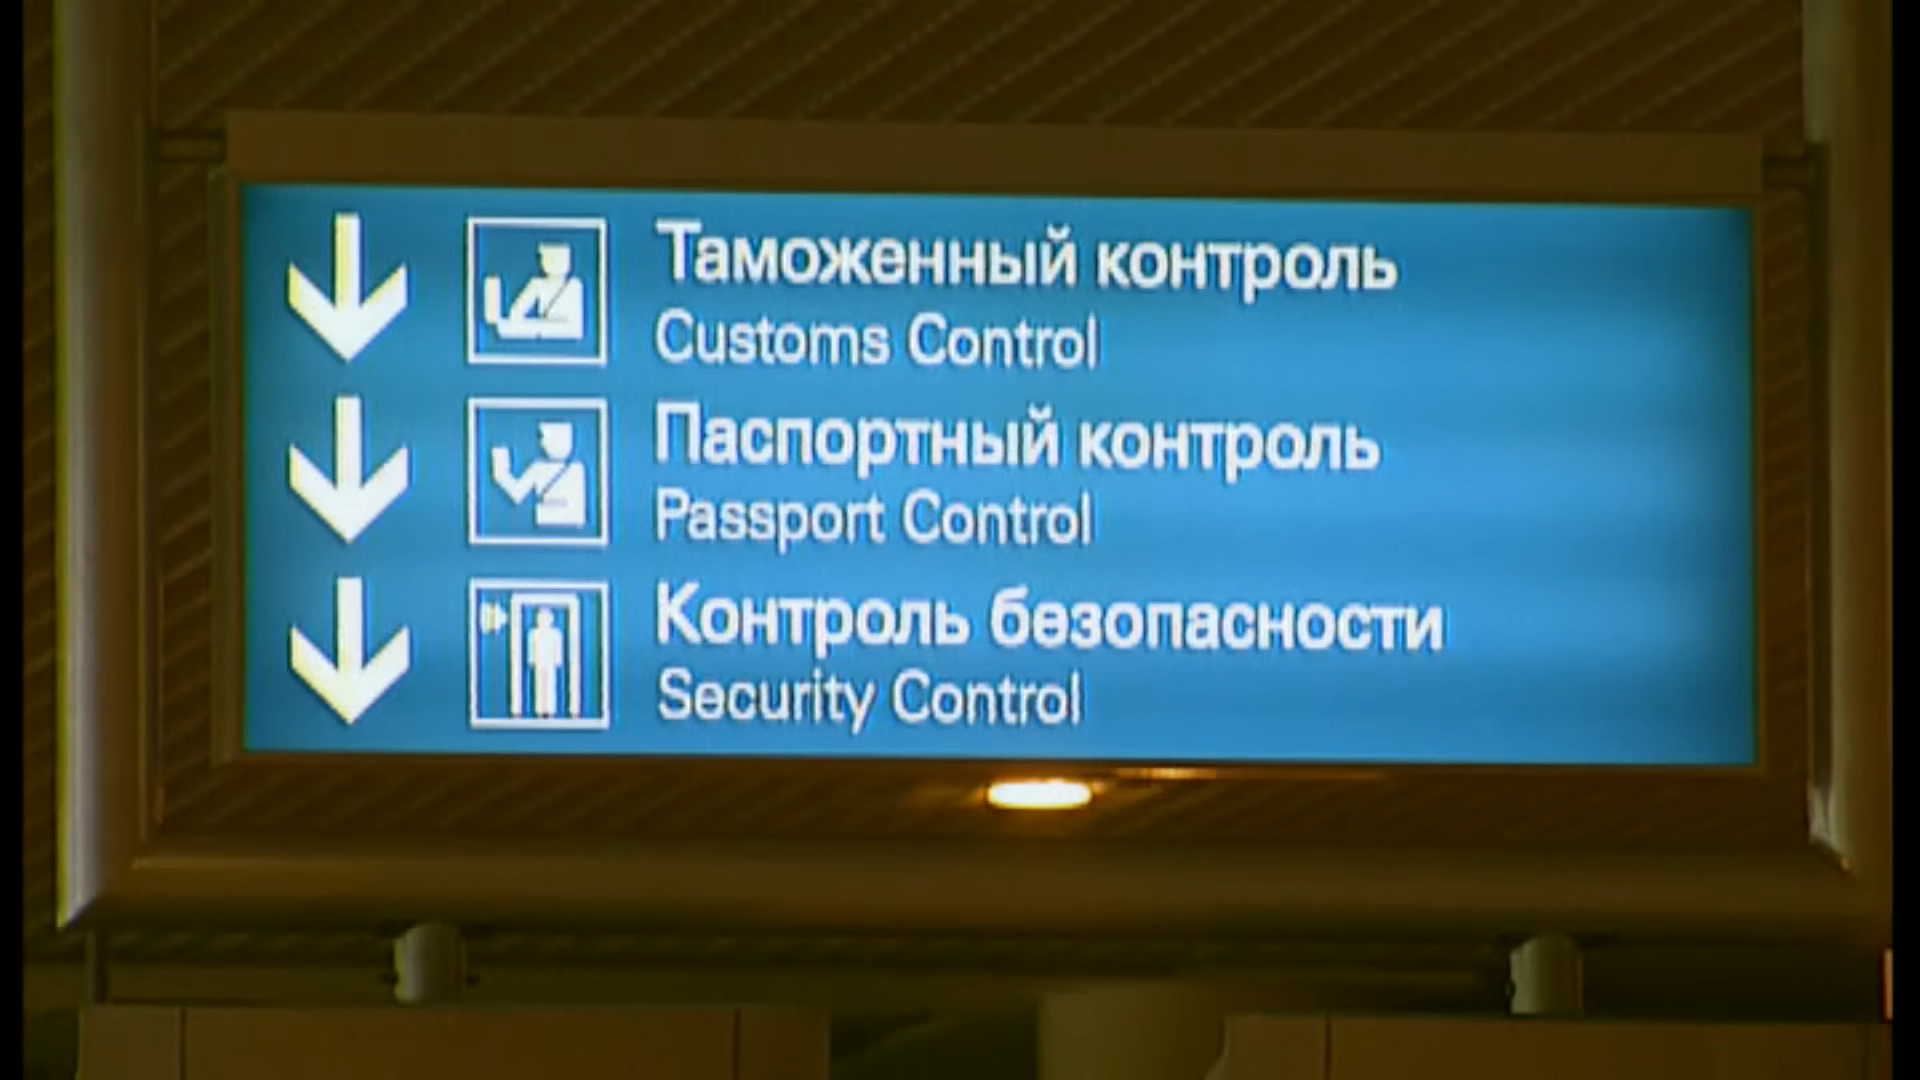 Таможенный контроль
Customs Control
Паспортный контроль
Passport Control
Контроль безопасности
Security Control